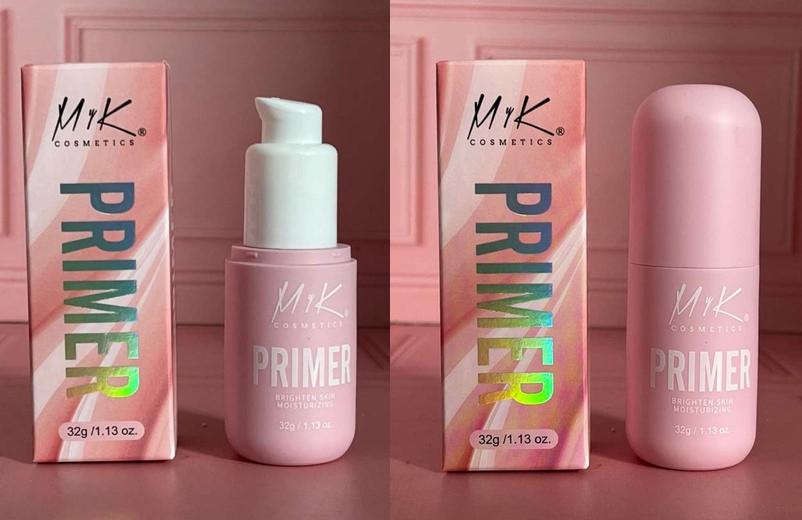 MyK®
COSMETICS
PRIMER
32g /1.13 oz.
MyK®
COSMETICS
PRIMER
BRIGHTEN SKIN
MOISTURIZING
32g / 1.13 oz.
MyK®
COSMETICS
PRIMER
32g /1.13 oz.
MyK®
COSMETICS
PRIMER
BRIGHTEN SKIN
MOISTURIZING
32g / 1.13 oz.